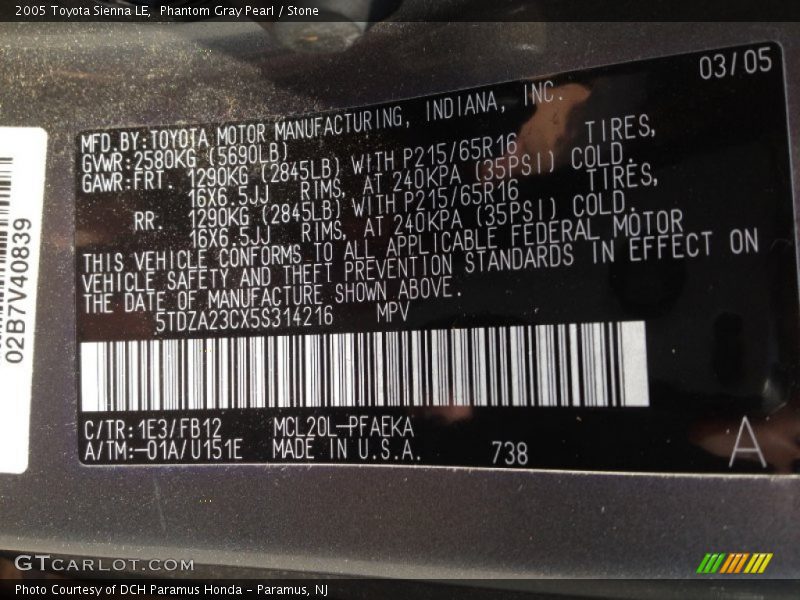 2005 Toyota Sienna LE, Phantom Gray Pearl / Stone
03/05
MFD.BY:TOYOTA MOTOR MANUFACTURING, INDIANA, INC.
GVWR:2580KG (5690LB)
GAWR:FRT. 1290KG (2845LB) WITH P215/65R16 TIRES,
16X6.5JJ RIMS, AT 240KPA (35PSI) COLD.
RR. 1290KG (2845LB) WITH P215/65R16 TIRES,
16X6.5JJ RIMS, AT 240KPA (35PSI) COLD.
THIS VEHICLE CONFORMS TO ALL APPLICABLE FEDERAL MOTOR
VEHICLE SAFETY AND THEFT PREVENTION STANDARDS IN EFFECT ON
THE DATE OF MANUFACTURE SHOWN ABOVE.
5TDZA23CX5S314216 MPV
C/TR:1E3/FB12 MCL20L-PFAEKA
A/TM:-01A/U151E MADE IN U.S.A. 738
A
02B7V40839
GTCARLOT.COM
Photo Courtesy of DCH Paramus Honda - Paramus, NJ